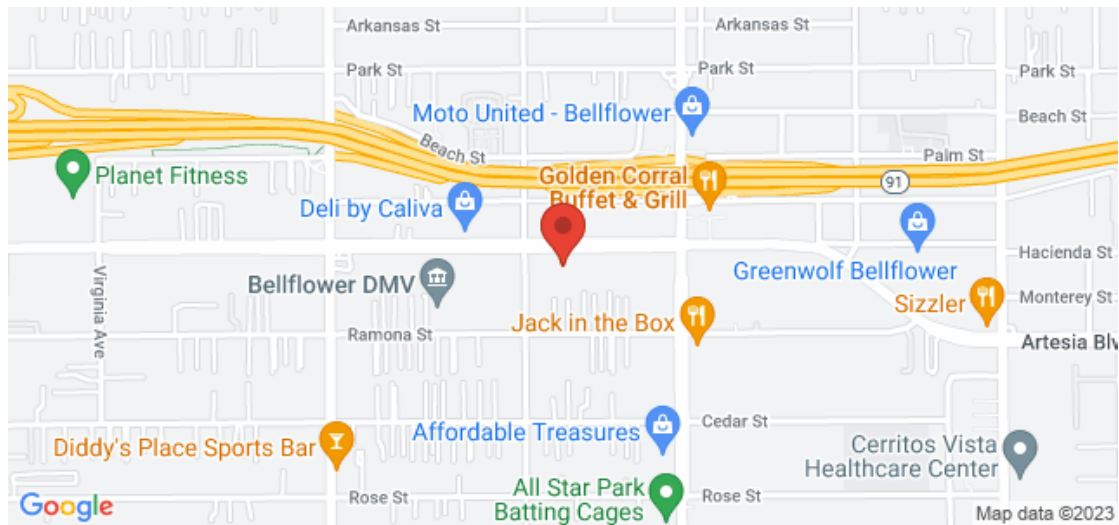 Arkansas St
Arkansas St
Park St
Park St
Park St
Moto United - Bellflower
Beach St
Beach St
Palm St
Planet Fitness
Golden Corral
Buffet & Grill
91
Deli by Caliva
Hacienda St
Greenwolf Bellflower
Bellflower DMV
Virginia Ave
Monterey St
Sizzler
Jack in the Box
Ramona St
Artesia Blv
Cedar St
Affordable Treasures
Diddy's Place Sports Bar
Cerritos Vista
Healthcare Center
All Star Park
Batting Cages
Rose St
Rose St
Google
Map data ©2023